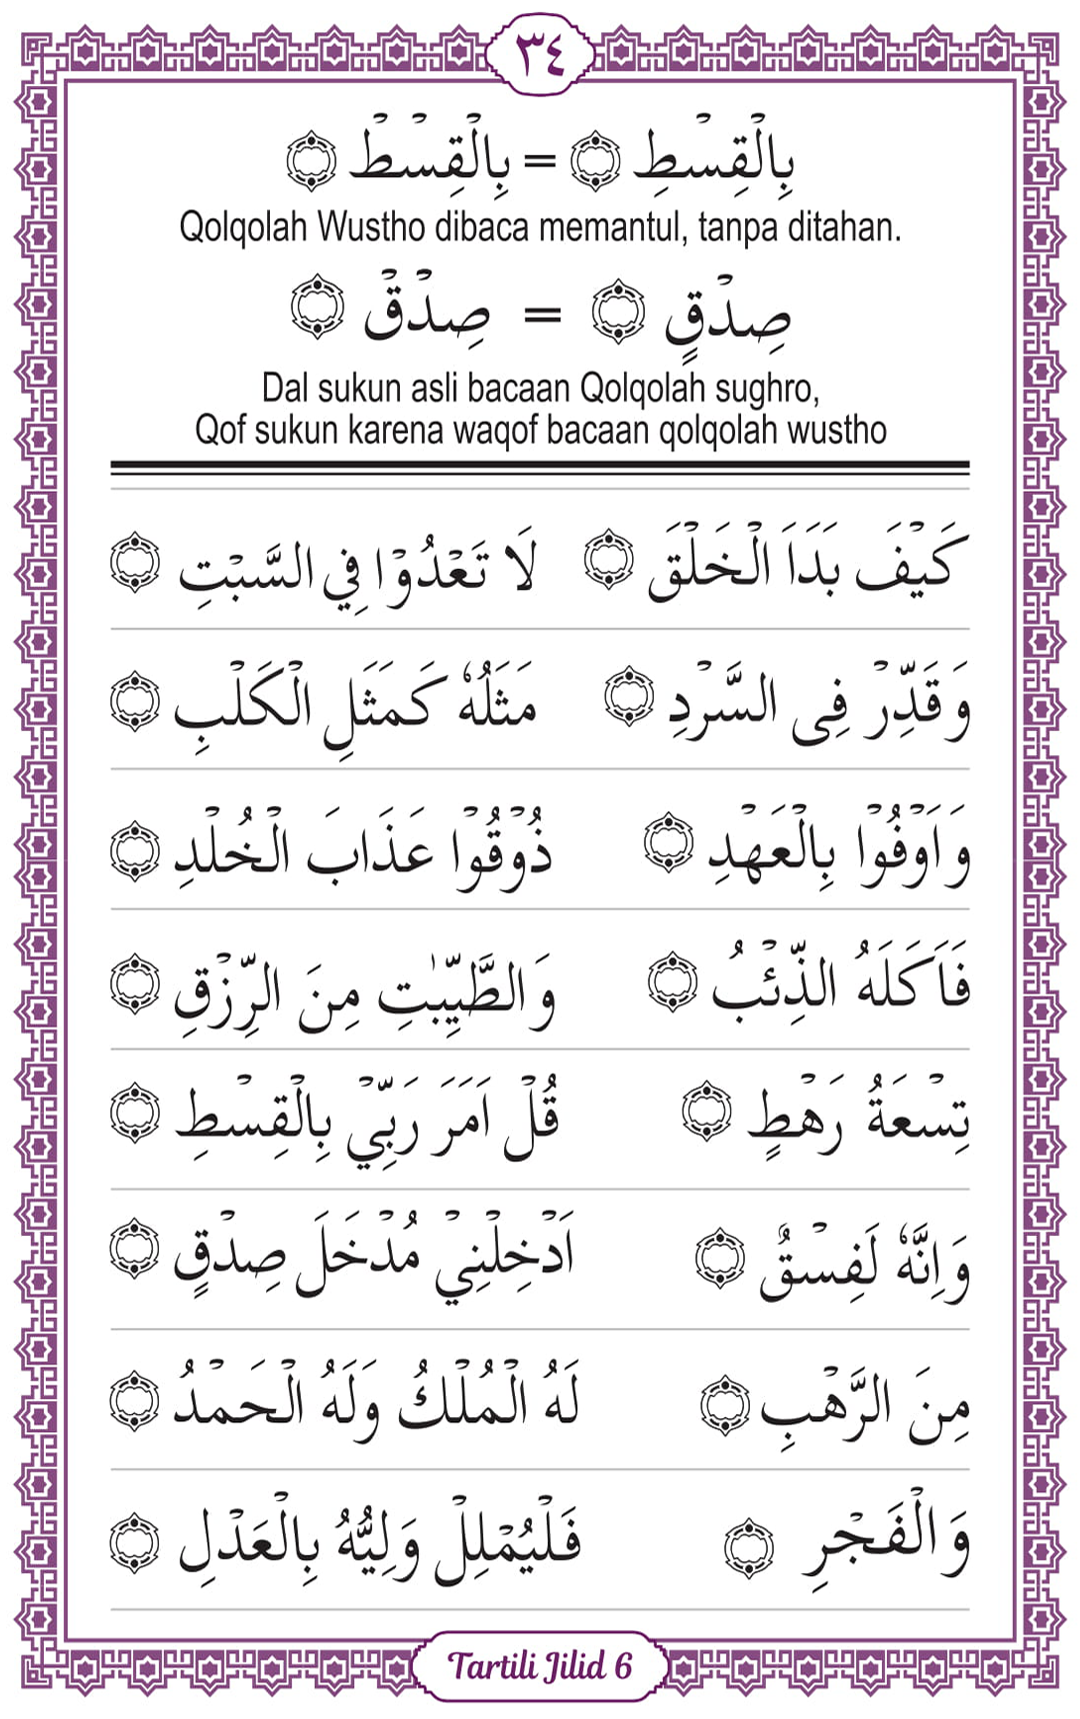 ٣٤
بِالْقِسْطِ ۝ = بِالْقِسْطْ ۝
Qolqolah Wustho dibaca memantul, tanpa ditahan.
صِدْقٍ ۝ = صِدْقْ ۝
Dal sukun asli bacaan Qolqolah sughro,
Qof sukun karena waqof bacaan qolqolah wustho
كَيْفَ بَدَاَ الْخَلْقَ ۝ لَا تَعْدُوْا فِي السَّبْتِ ۝
وَقَدِّرْ فِى السَّرْدِ ۝ مَثَلُهٗ كَمَثَلِ الْكَلْبِ ۝
وَاَوْفُوْا بِالْعَهْدِ ۝ ذُوْقُوْا عَذَابَ الْخُلْدِ ۝
فَاَكَلَهُ الذِّئْبُ ۝ وَالطَّيِّبٰتِ مِنَ الرِّزْقِ ۝
تِسْعَةُ رَهْطٍ ۝ قُلْ اَمَرَ رَبِّيْ بِالْقِسْطِ ۝
وَاِنَّهٗ لَفِسْقٌ ۝ اَدْخِلْنِيْ مُدْخَلَ صِدْقٍ ۝
مِنَ الرَّهْبِ ۝ لَهُ الْمُلْكُ وَلَهُ الْحَمْدُ ۝
وَالْفَجْرِ ۝ فَلْيُمْلِلْ وَلِيُّهُ بِالْعَدْلِ ۝
Tartili Jilid 6